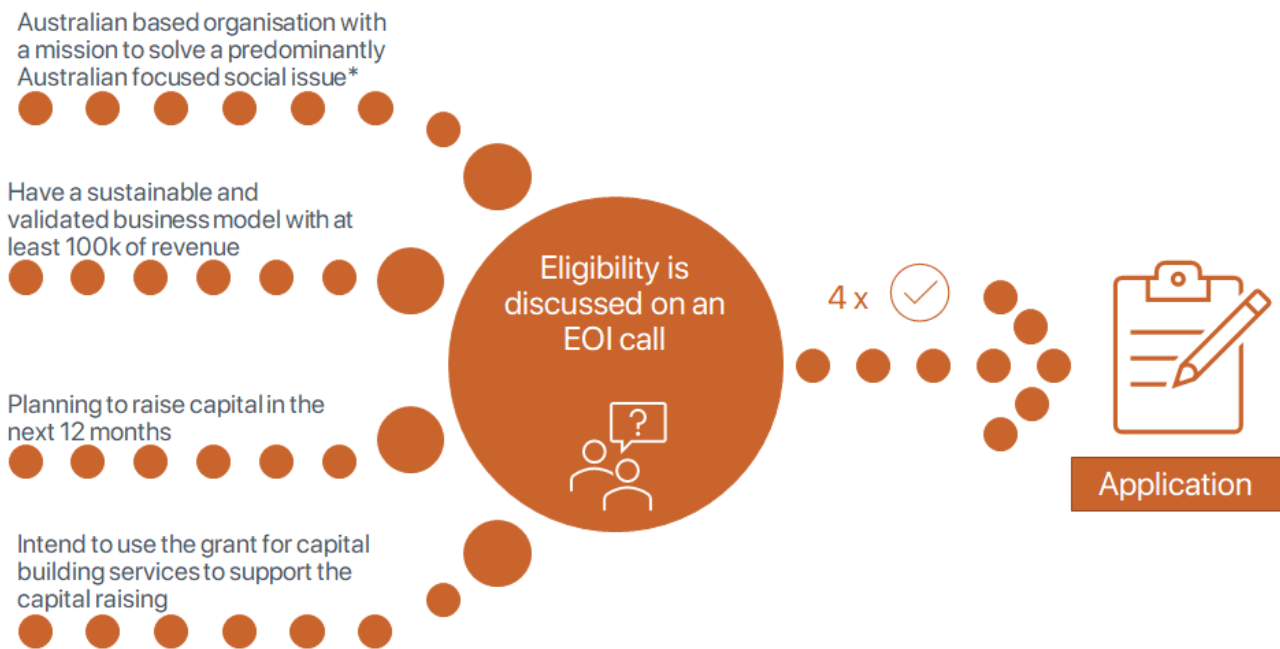 Australian based organisation with
a mission to solve a predominantly
Australian focused social issue*
Have a sustainable and
validated business model with at
least 100k of revenue
Planning to raise capital in the
next 12 months
Intend to use the grant for capital
building services to support the
capital raising
Eligibility is
discussed on an
EOI call
?
4 x
Application